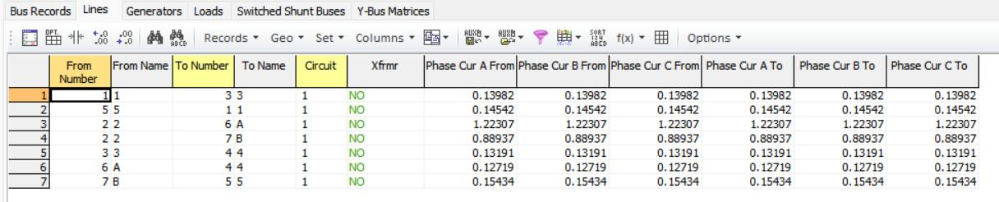 Bus Records Lines Generators Loads Switched Shunt Buses Y-Bus Matrices
Records Geo Set Columns AUXB AUXB SORT 124 ABED f(x) Options
From Number From Name To Number To Name Circuit Xfrmr Phase Cur A From Phase Cur B From Phase Cur C From Phase Cur A To Phase Cur B To Phase Cur C To
1 1 1 3 3 1 NO 0.13982 0.13982 0.13982 0.13982 0.13982 0.13982
2 5 5 1 1 1 NO 0.14542 0.14542 0.14542 0.14542 0.14542 0.14542
3 2 2 6 A 1 NO 1.22307 1.22307 1.22307 1.22307 1.22307 1.22307
4 2 2 7 B 1 NO 0.88937 0.88937 0.88937 0.88937 0.88937 0.88937
5 3 3 4 4 1 NO 0.13191 0.13191 0.13191 0.13191 0.13191 0.13191
6 6 A 4 4 1 NO 0.12719 0.12719 0.12719 0.12719 0.12719 0.12719
7 7 B 5 5 1 NO 0.15434 0.15434 0.15434 0.15434 0.15434 0.15434